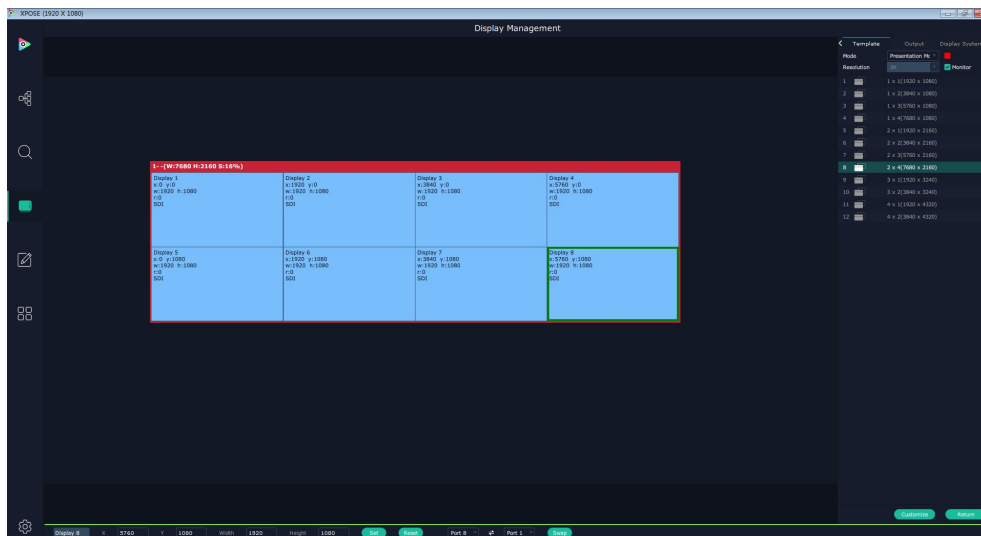 XPOSE (1920 X 1080)
Display Management
Template Output Display System
Mode Presentation Mc
Resolution 2K Monitor
1 1 x 1(1920 x 1080)
2 1 x 2(3840 x 1080)
3 1 x 3(5760 x 1080)
4 1 x 4(7680 x 1080)
5 2 x 1(1920 x 2160)
6 2 x 2(3840 x 2160)
7 2 x 3(5760 x 2160)
8 2 x 4(7680 x 2160)
9 3 x 1(1920 x 3240)
10 3 x 2(3840 x 3240)
11 4 x 1(1920 x 4320)
12 4 x 2(3840 x 4320)
1--(W:7680 H:2160 S:16%)
Display 1
x:0 y:0
w:1920 h:1080
r:0
SDI
Display 2
x:1920 y:0
w:1920 h:1080
r:0
SDI
Display 3
x:3840 y:0
w:1920 h:1080
r:0
SDI
Display 4
x:5760 y:0
w:1920 h:1080
r:0
SDI
Display 5
x:0 y:1080
w:1920 h:1080
r:0
SDI
Display 6
x:1920 y:1080
w:1920 h:1080
r:0
SDI
Display 7
x:3840 y:1080
w:1920 h:1080
r:0
SDI
Display 8
x:5760 y:1080
w:1920 h:1080
r:0
SDI
Customize Return
Display 8 X 5760 Y 1080 Width 1920 Height 1080 Set Reset Port 8 Port 1 Swap